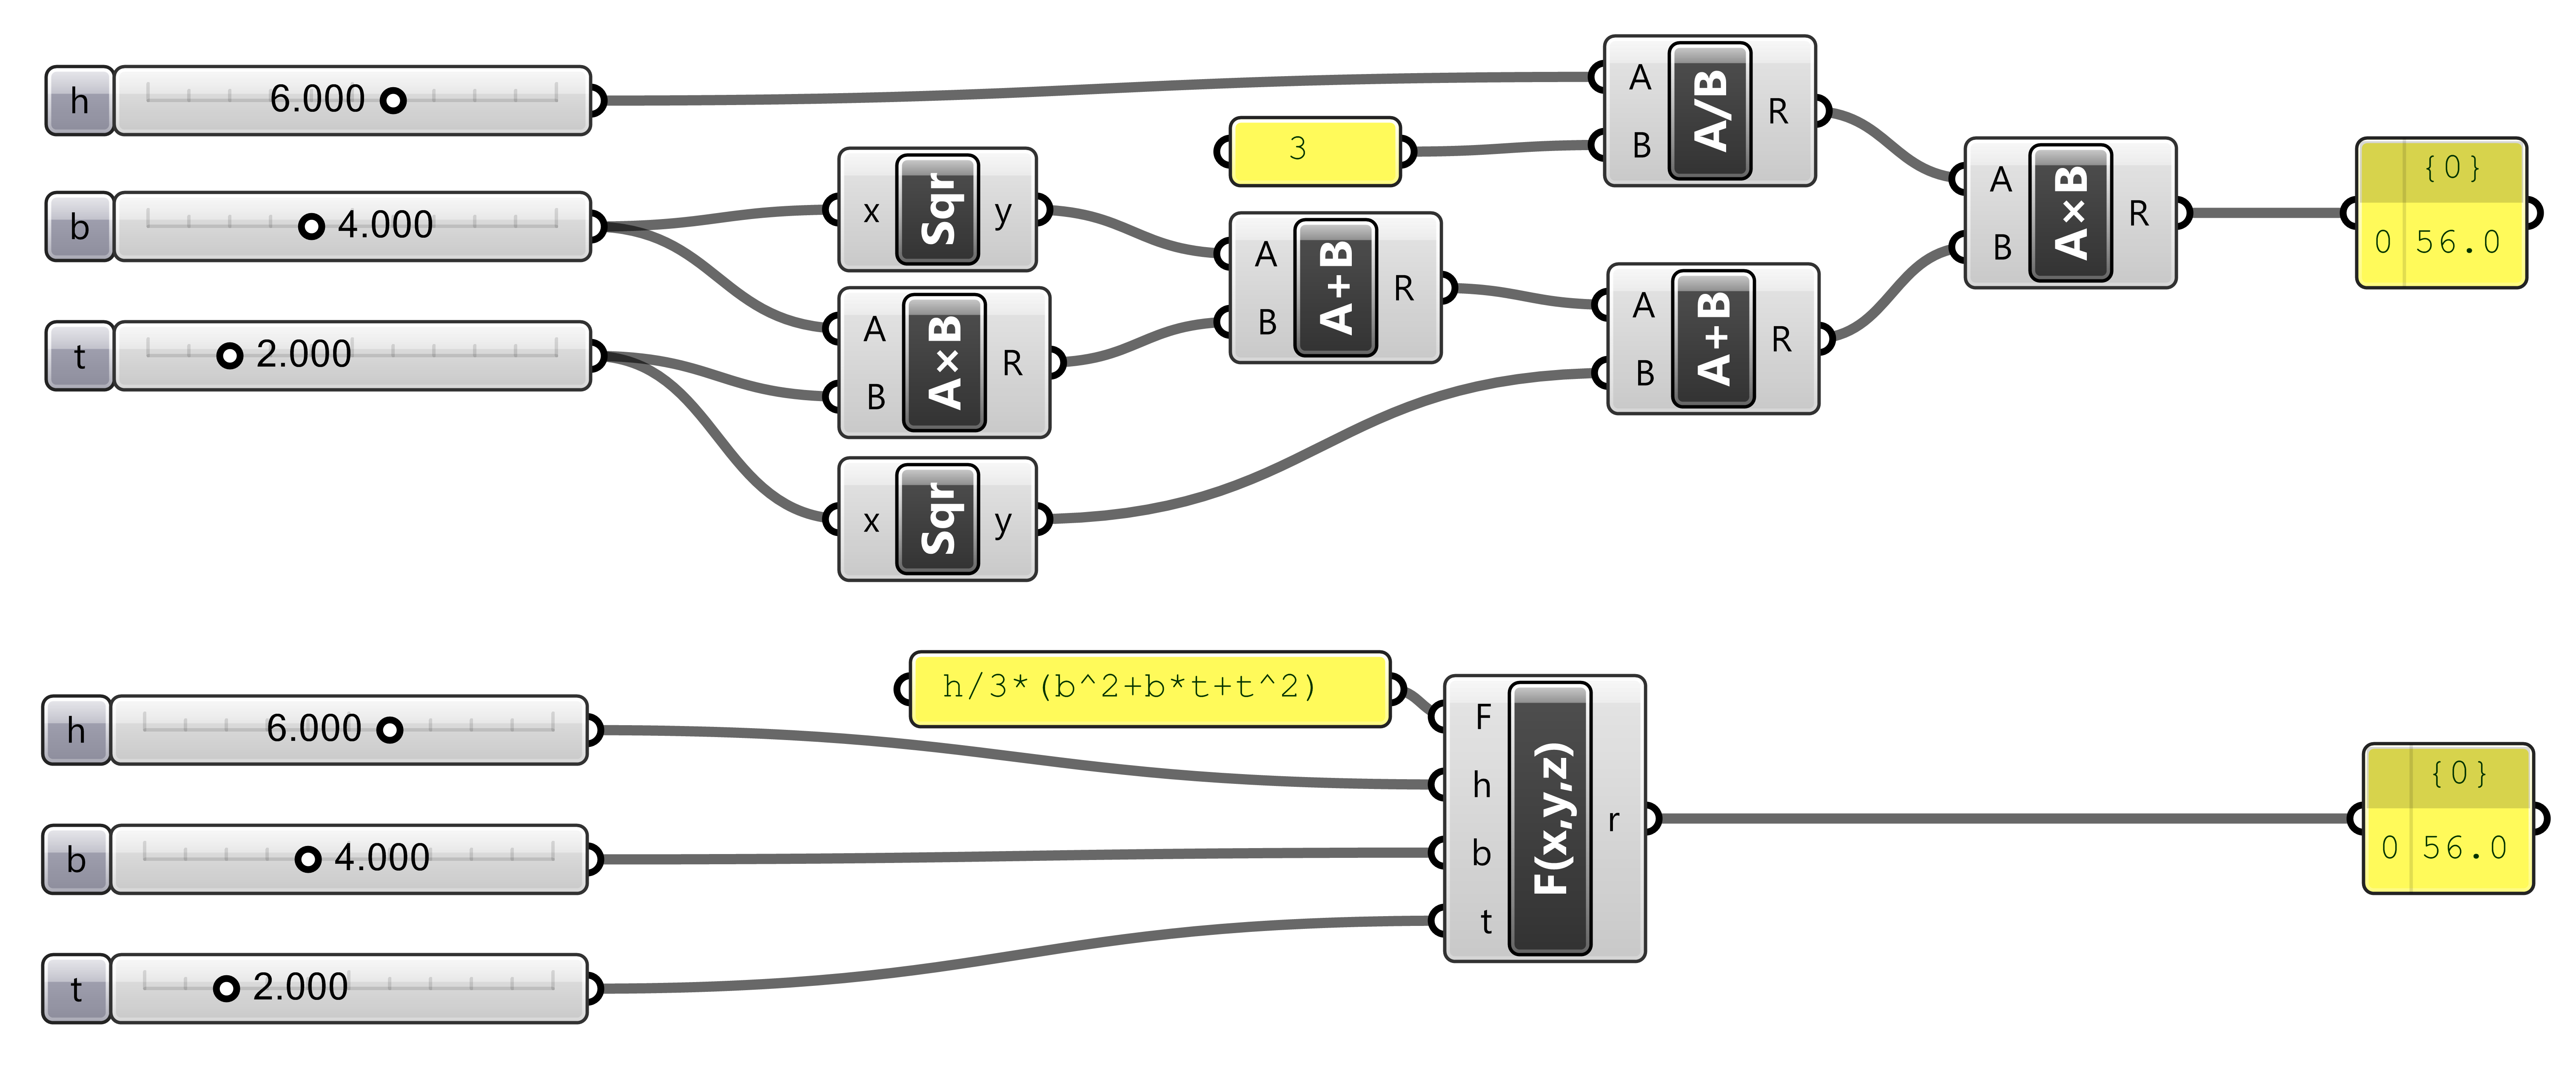 h 6.000
b 4.000
t 2.000
x Sqr y
A B A×B R
x Sqr y
3
A B A+B R
A B A/B R
A B A+B R
A B A×B R
{0}
0 56.0
h/3*(b^2+b*t+t^2)
h 6.000
b 4.000
t 2.000
F h b t F(x,y,z) r
{0}
0 56.0